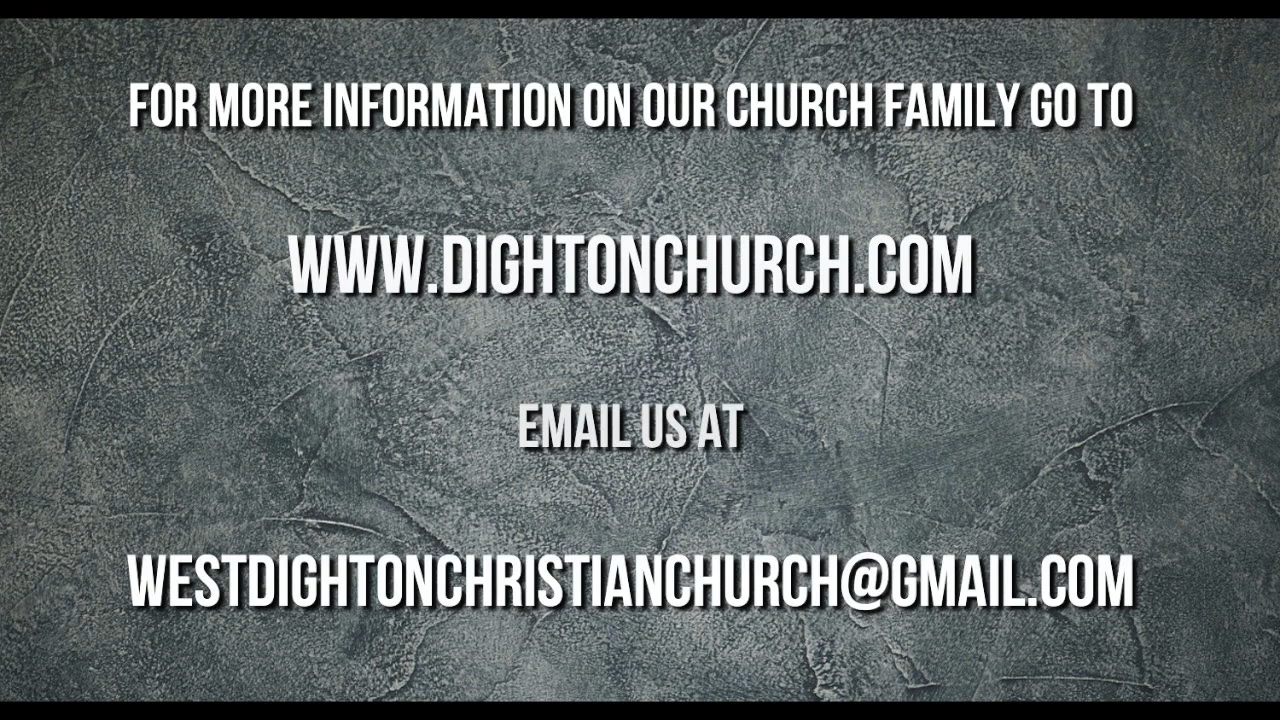 FOR MORE INFORMATION ON OUR CHURCH FAMILY GO TO
WWW.DIGHTONCHURCH.COM
EMAIL US AT
WESTDIGHTONCHRISTIANCHURCH@GMAIL.COM